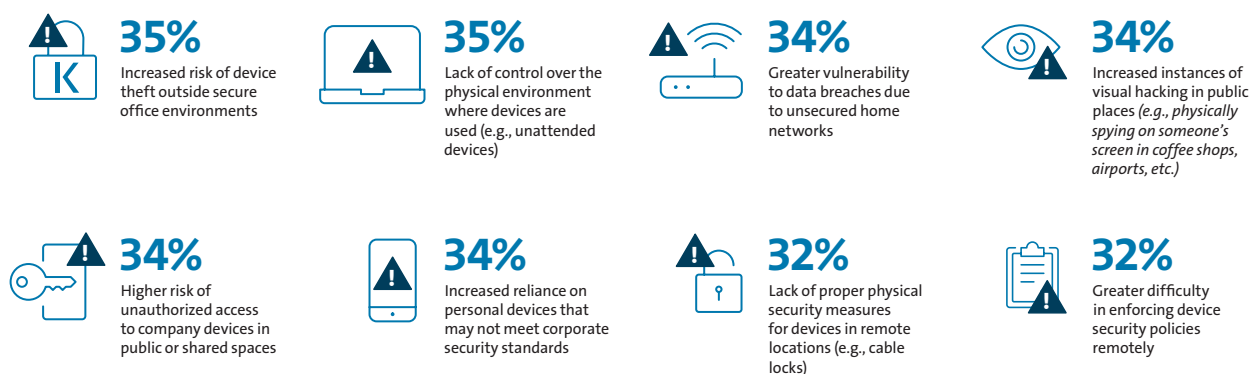 35%
Increased risk of device
theft outside secure
office environments
35%
Lack of control over the
physical environment
where devices are
used (e.g., unattended
devices)
34%
Greater vulnerability
to data breaches due
to unsecured home
networks
34%
Increased instances of
visual hacking in public
places (e.g., physically
spying on someone's
screen in coffee shops,
airports, etc.)
34%
Higher risk of
unauthorized access
to company devices in
public or shared spaces
34%
Increased reliance on
personal devices that
may not meet corporate
security standards
32%
Lack of proper physical
security measures
for devices in remote
locations (e.g., cable
locks)
32%
Greater difficulty
in enforcing device
security policies
remotely
K